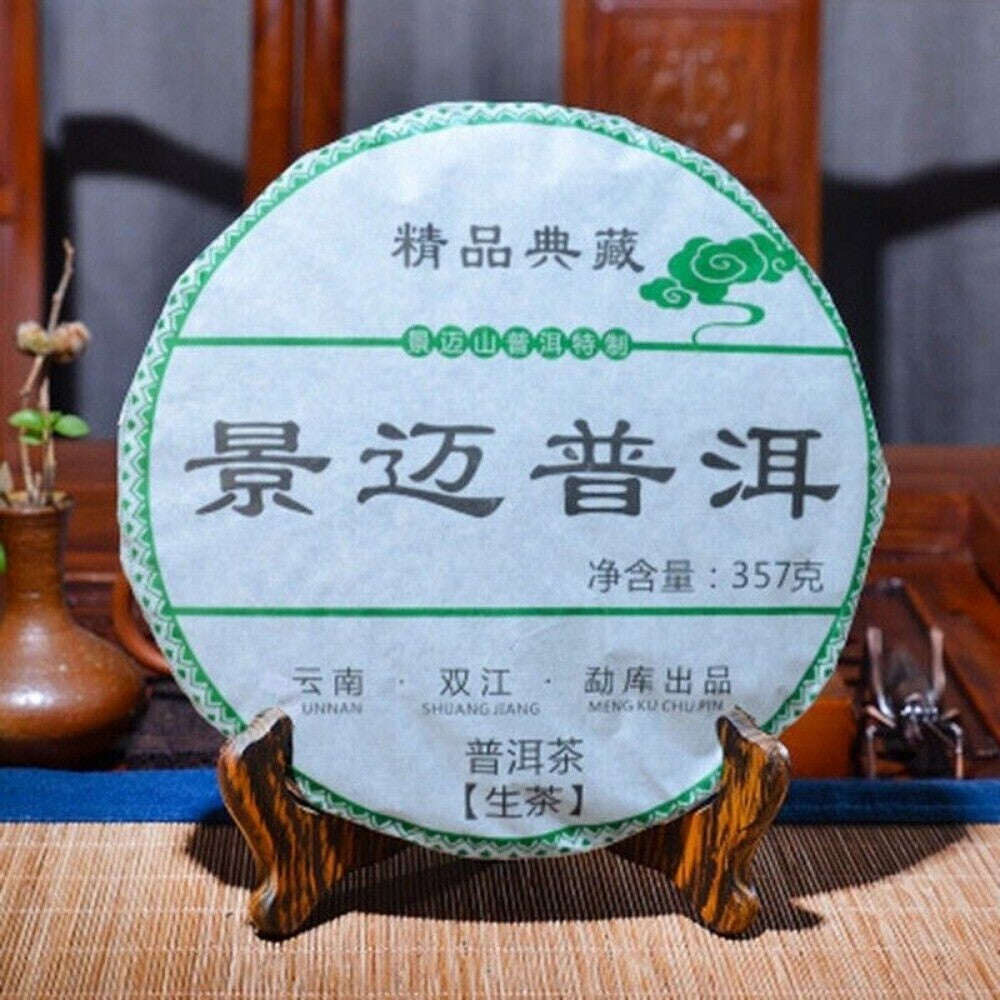 精品典藏
景迈山普洱特制
景迈普洱
净含量：357克
云南 · 双江 · 勐库出品
UNNAN SHUANG JIANG MENG KU CHU PIN
普洱茶
【生茶】